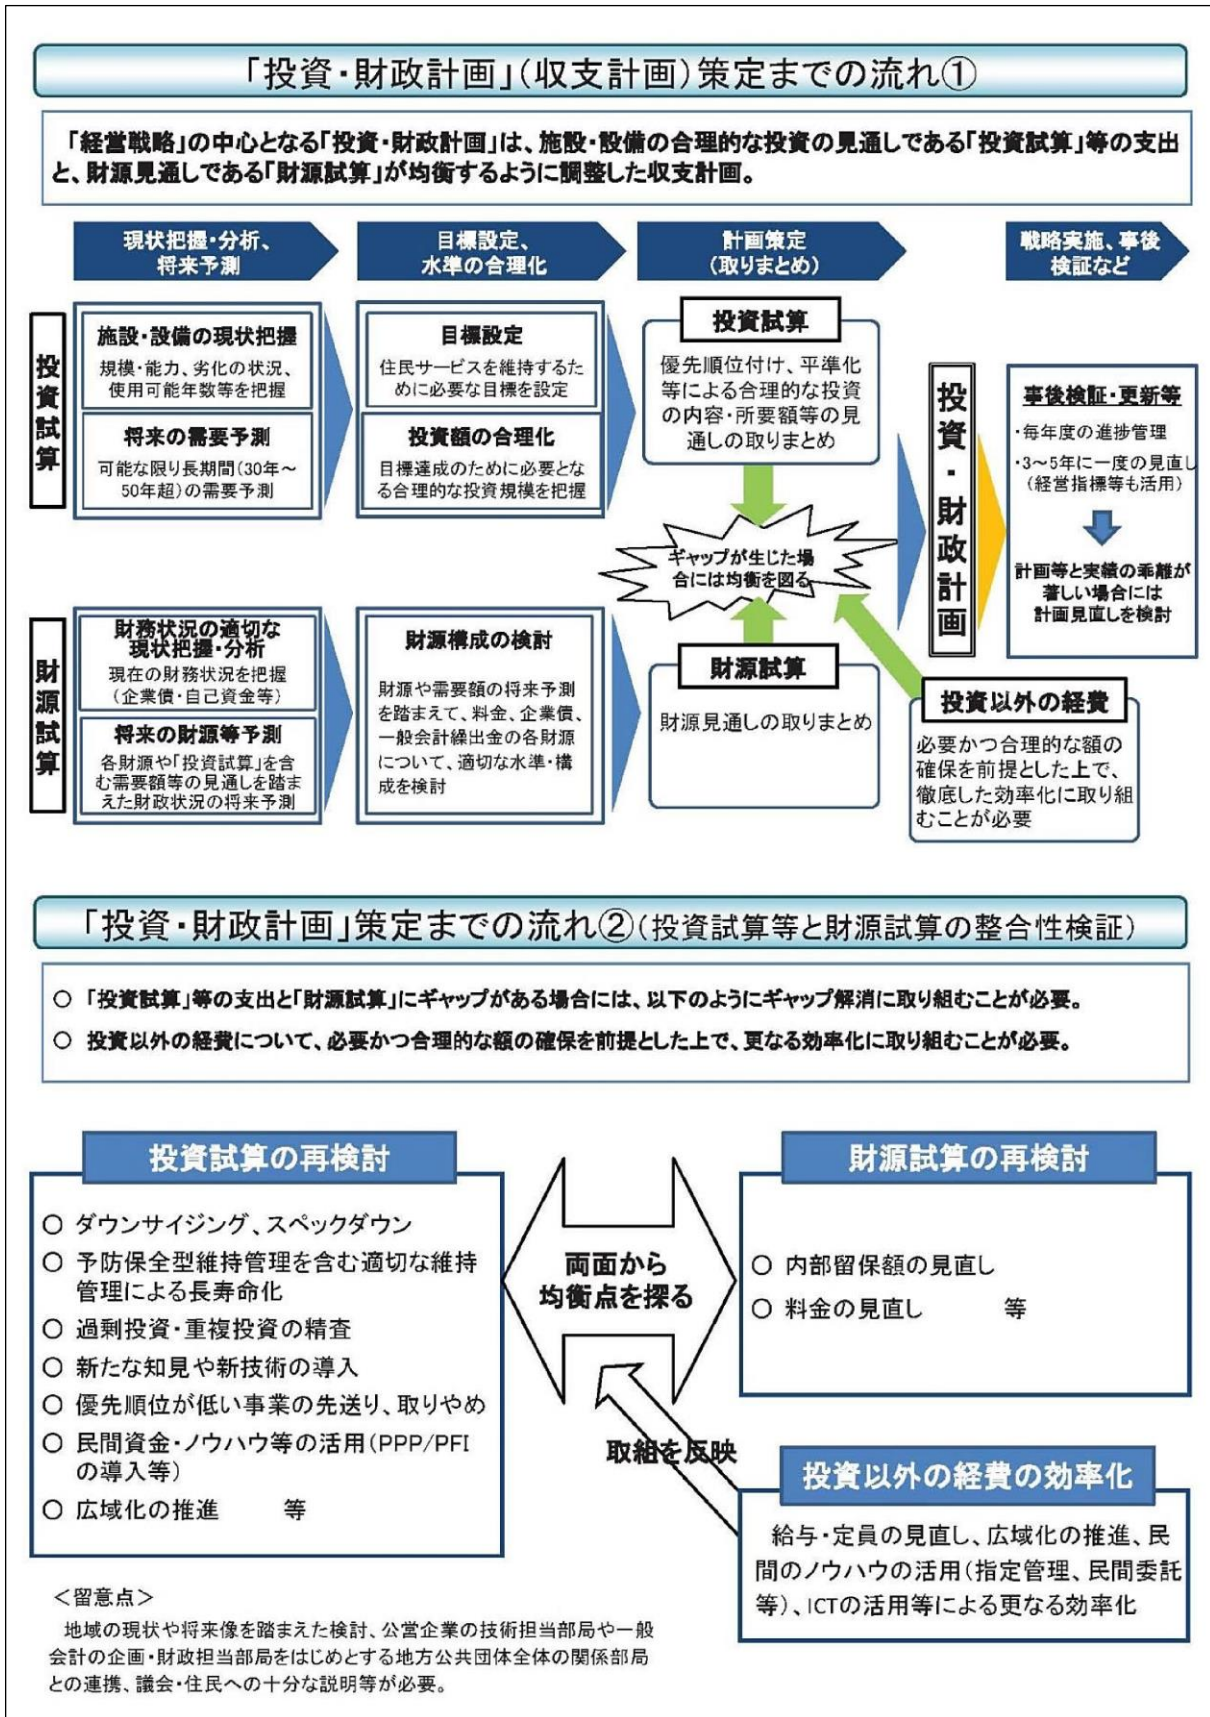 「投資・財政計画」(収支計画)策定までの流れ①
「経営戦略」の中心となる「投資・財政計画」は、施設・設備の合理的な投資の見通しである「投資試算」等の支出
と、財源見通しである「財源試算」が均衡するように調整した収支計画。
現状把握・分析、
将来予測
目標設定、
水準の合理化
計画策定
(取りまとめ)
戦略実施、事後
検証など
投資試算
施設・設備の現状把握
規模・能力、劣化の状況、
使用可能年数等を把握
将来の需要予測
可能な限り長期間(30年～
50年超)の需要予測
目標設定
住民サービスを維持するた
めに必要な目標を設定
投資額の合理化
目標達成のために必要とな
る合理的な投資規模を把握
投資試算
優先順位付け、平準化
等による合理的な投資
の内容・所要額等の見
通しの取りまとめ
ギャップが生じた場
合には均衡を図る
投資・財政計画
事後検証・更新等
・毎年度の進捗管理
・3～5年に一度の見直し
(経営指標等も活用)
計画等と実績の乖離が
著しい場合には
計画見直しを検討
財源試算
財務状況の適切な
現状把握・分析
現在の財務状況を把握
(企業債・自己資金等)
将来の財源等予測
各財源や「投資試算」を含
む需要額等の見通しを踏ま
えた財政状況の将来予測
財源構成の検討
財源や需要額の将来予測
を踏まえて、料金、企業債、
一般会計繰出金の各財源
について、適切な水準・構
成を検討
財源試算
財源見通しの取りまとめ
投資以外の経費
必要かつ合理的な額の
確保を前提とした上で、
徹底した効率化に取り組
むことが必要
「投資・財政計画」策定までの流れ②(投資試算等と財源試算の整合性検証)
○ 「投資試算」等の支出と「財源試算」にギャップがある場合には、以下のようにギャップ解消に取り組むことが必要。
○ 投資以外の経費について、必要かつ合理的な額の確保を前提とした上で、更なる効率化に取り組むことが必要。
投資試算の再検討
○ ダウンサイジング、スペックダウン
○ 予防保全型維持管理を含む適切な維持
管理による長寿命化
○ 過剰投資・重複投資の精査
○ 新たな知見や新技術の導入
○ 優先順位が低い事業の先送り、取りやめ
○ 民間資金・ノウハウ等の活用(PPP/PFI
の導入等)
○ 広域化の推進 等
両面から
均衡点を探る
財源試算の再検討
○ 内部留保額の見直し
○ 料金の見直し 等
取組を反映
投資以外の経費の効率化
給与・定員の見直し、広域化の推進、民
間のノウハウの活用(指定管理、民間委託
等)、ICTの活用等による更なる効率化
＜留意点＞
地域の現状や将来像を踏まえた検討、公営企業の技術担当部局や一般
会計の企画・財政担当部局をはじめとする地方公共団体全体の関係部局
との連携、議会・住民への十分な説明等が必要。